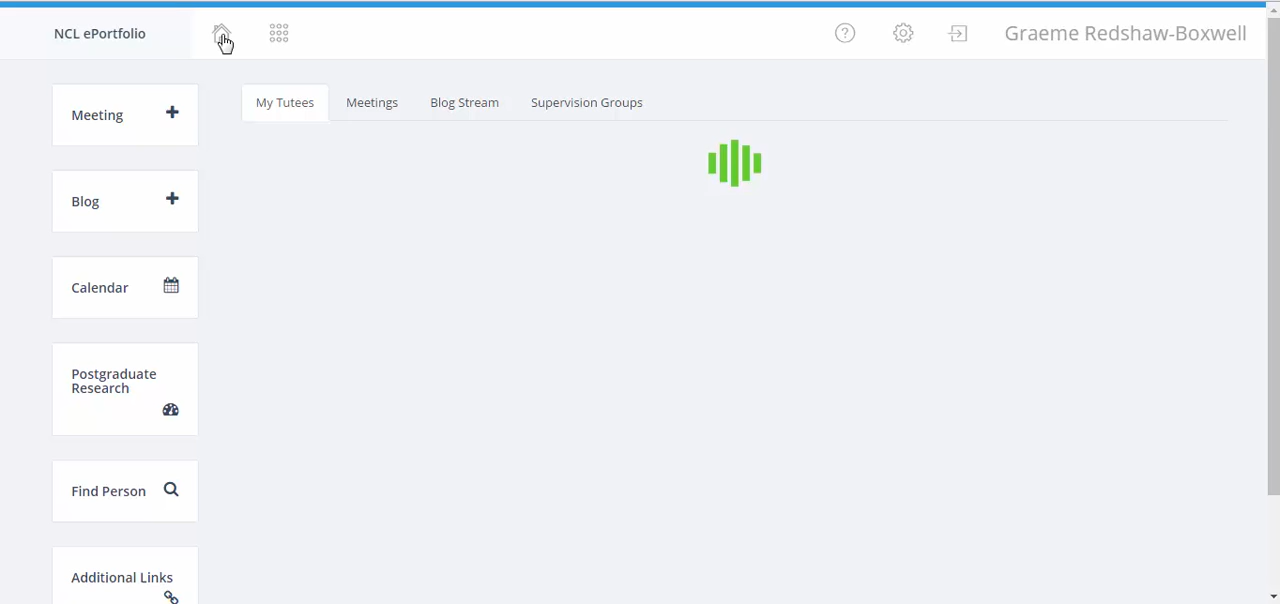 NCL ePortfolio
Graeme Redshaw-Boxwell
Meeting
Blog
Calendar
Postgraduate
Research
Find Person
Additional Links
My Tutees Meetings Blog Stream Supervision Groups